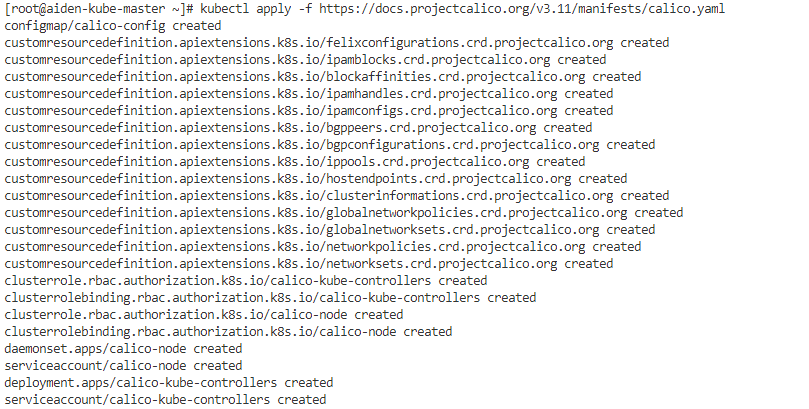 [root@aiden-kube-master ~]# kubectl apply -f https://docs.projectcalico.org/v3.11/manifests/calico.yaml
configmap/calico-config created
customresourcedefinition.apiextensions.k8s.io/felixconfigurations.crd.projectcalico.org created
customresourcedefinition.apiextensions.k8s.io/ipamblocks.crd.projectcalico.org created
customresourcedefinition.apiextensions.k8s.io/blockaffinities.crd.projectcalico.org created
customresourcedefinition.apiextensions.k8s.io/ipamhandles.crd.projectcalico.org created
customresourcedefinition.apiextensions.k8s.io/ipamconfigs.crd.projectcalico.org created
customresourcedefinition.apiextensions.k8s.io/bgppeers.crd.projectcalico.org created
customresourcedefinition.apiextensions.k8s.io/bgpconfigurations.crd.projectcalico.org created
customresourcedefinition.apiextensions.k8s.io/ippools.crd.projectcalico.org created
customresourcedefinition.apiextensions.k8s.io/hostendpoints.crd.projectcalico.org created
customresourcedefinition.apiextensions.k8s.io/clusterinformations.crd.projectcalico.org created
customresourcedefinition.apiextensions.k8s.io/globalnetworkpolicies.crd.projectcalico.org created
customresourcedefinition.apiextensions.k8s.io/globalnetworksets.crd.projectcalico.org created
customresourcedefinition.apiextensions.k8s.io/networkpolicies.crd.projectcalico.org created
customresourcedefinition.apiextensions.k8s.io/networksets.crd.projectcalico.org created
clusterrole.rbac.authorization.k8s.io/calico-kube-controllers created
clusterrolebinding.rbac.authorization.k8s.io/calico-kube-controllers created
clusterrole.rbac.authorization.k8s.io/calico-node created
clusterrolebinding.rbac.authorization.k8s.io/calico-node created
daemonset.apps/calico-node created
serviceaccount/calico-node created
deployment.apps/calico-kube-controllers created
serviceaccount/calico-kube-controllers created